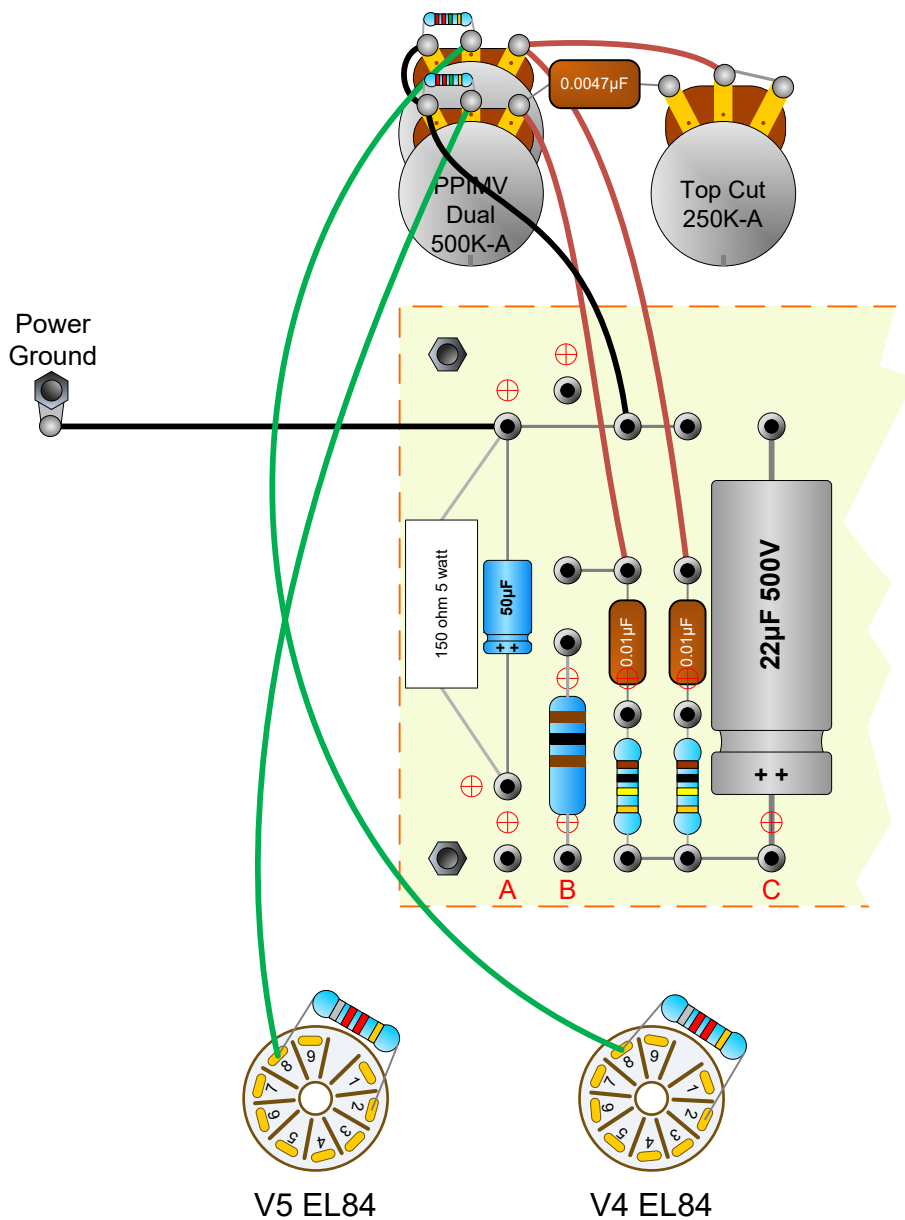 0.0047µF
PPIMV
Dual
500K-A
Top Cut
250K-A
Power
Ground
150 ohm 5 watt
50µF
++
0.01µF
0.01µF
22µF 500V
++
A
B
C
8
9
7
1
6
2
5
4
3
8
9
7
1
6
2
5
4
3
V5 EL84
V4 EL84